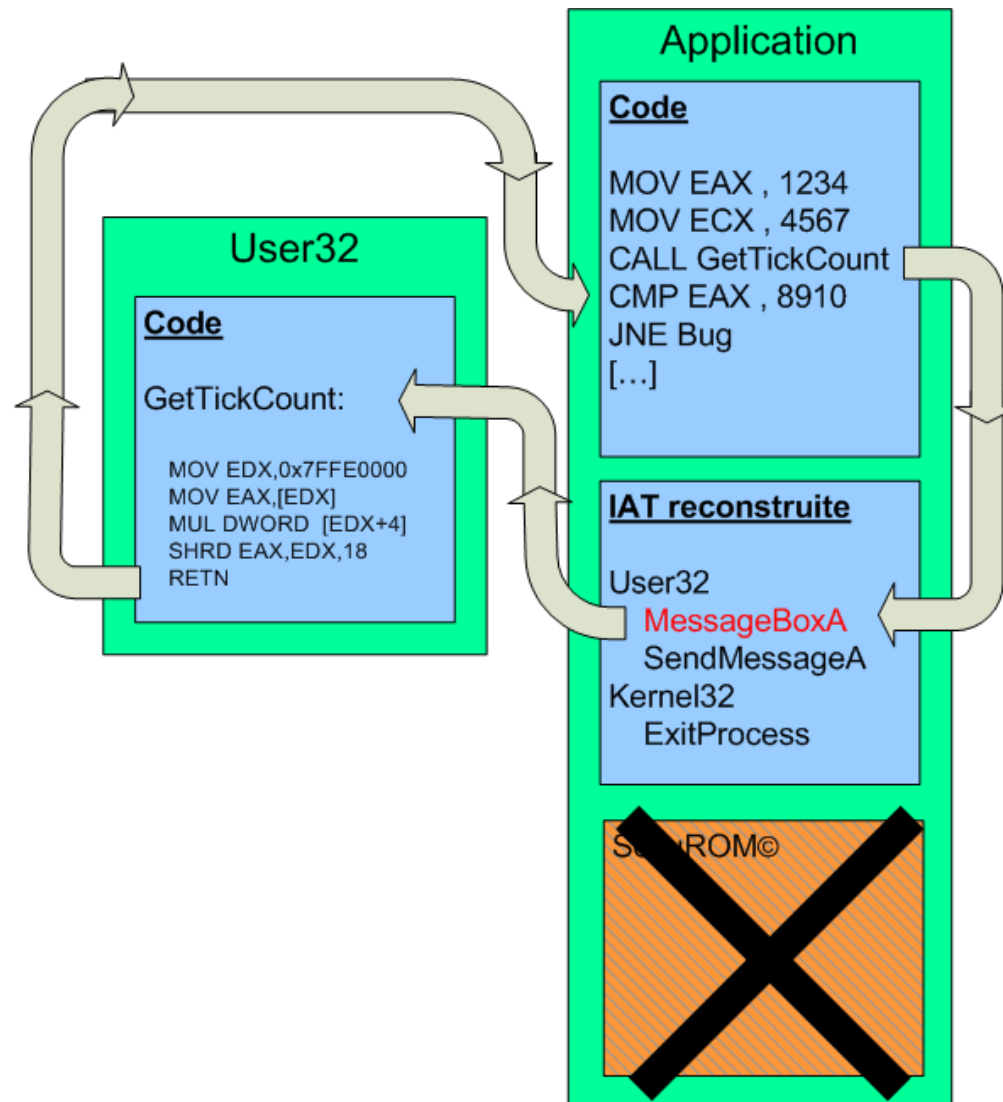 Application
Code
MOV EAX , 1234
MOV ECX , 4567
CALL GetTickCount
CMP EAX , 8910
JNE Bug
[...]
User32
Code
GetTickCount:
MOV EDX,0x7FFE0000
MOV EAX,[EDX]
MUL DWORD [EDX+4]
SHRD EAX,EDX,18
RETN
IAT reconstruite
User32
MessageBoxA
SendMessageA
Kernel32
ExitProcess